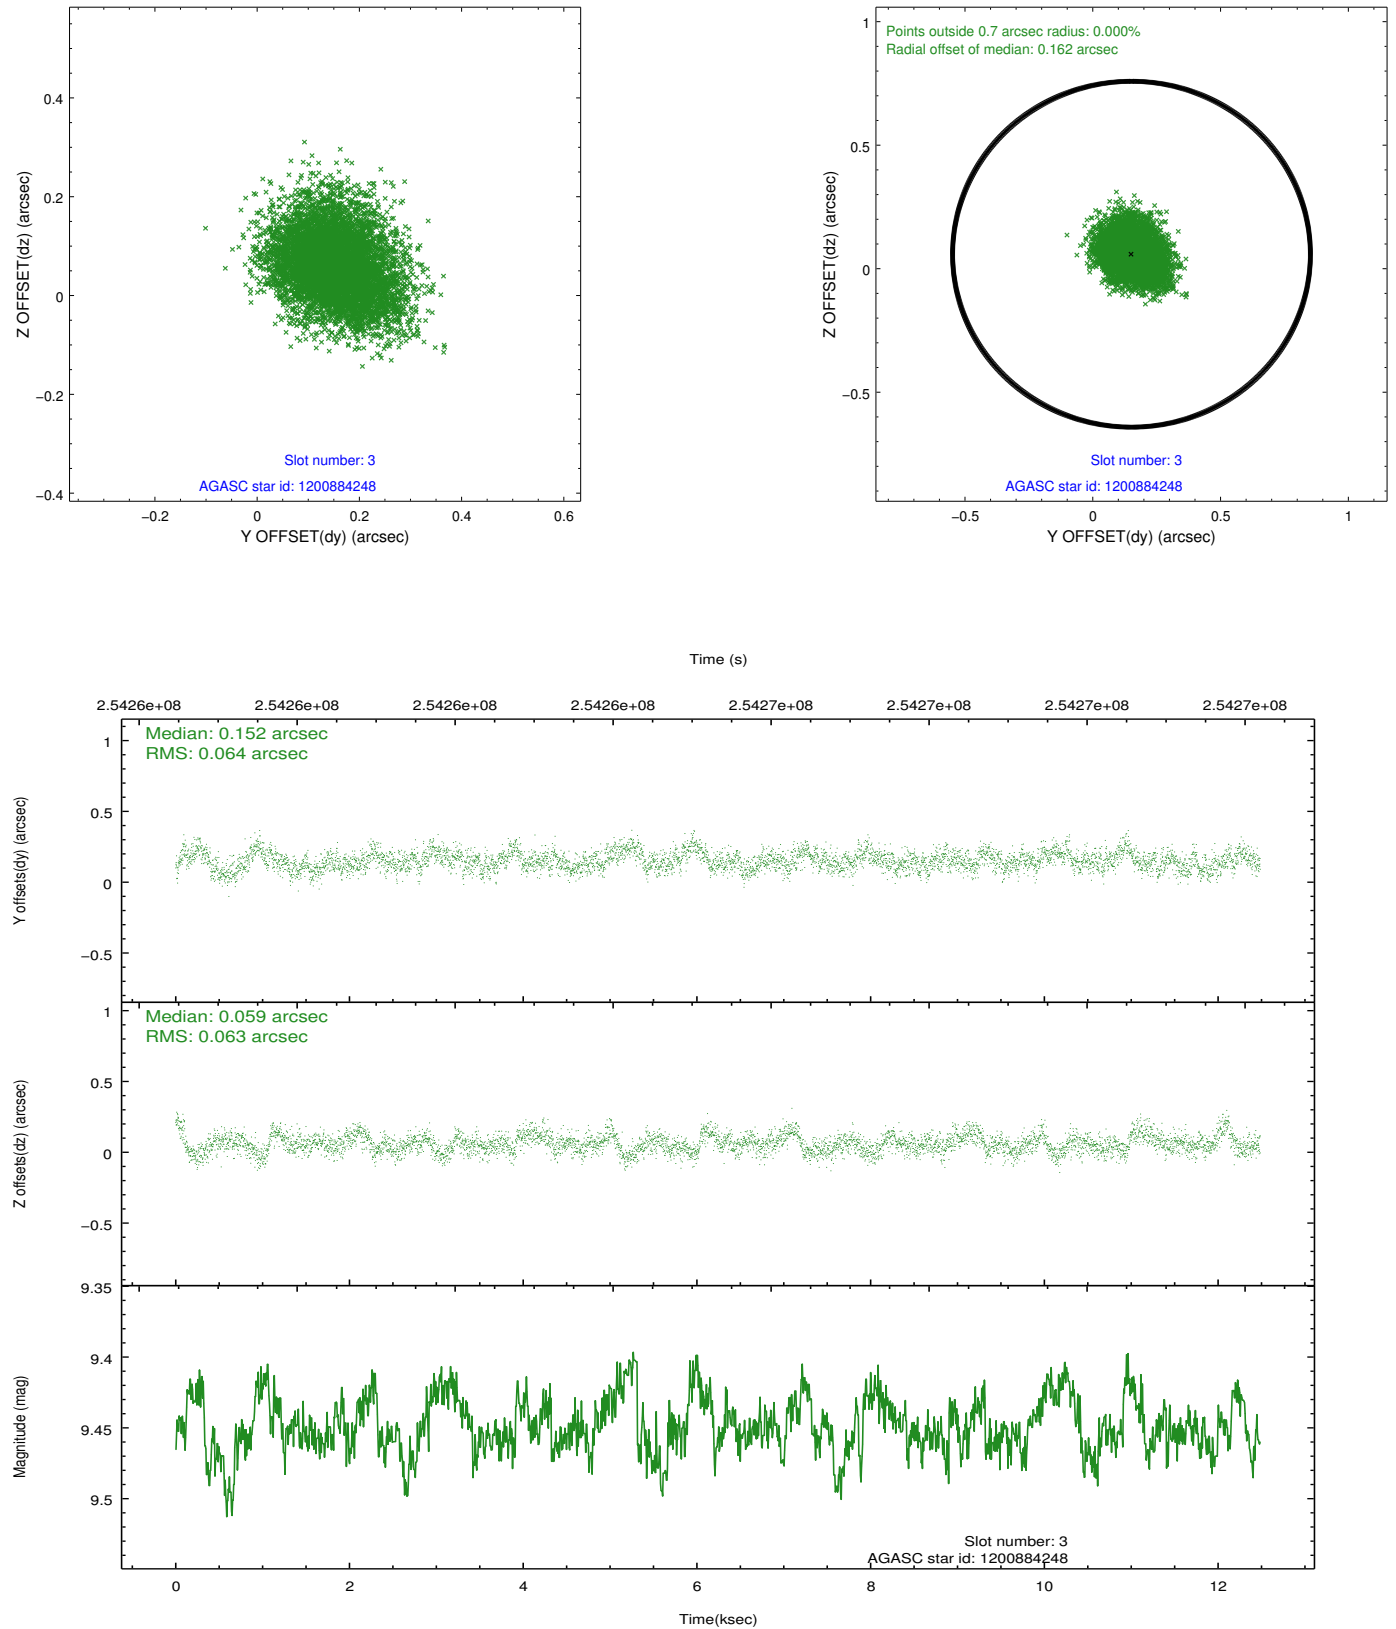 0.4
0.2
0
−0.2
−0.4
Z OFFSET(dz) (arcsec)
Slot number: 3
AGASC star id: 1200884248
−0.2
0
0.2
0.4
0.6
Y OFFSET(dy) (arcsec)
Points outside 0.7 arcsec radius: 0.000%
Radial offset of median: 0.162 arcsec
1
0.5
0
−0.5
Z OFFSET(dz) (arcsec)
Slot number: 3
AGASC star id: 1200884248
−0.5
0
0.5
1
Y OFFSET(dy) (arcsec)
Time (s)
2.5426e+08
2.5426e+08
2.5426e+08
2.5426e+08
2.5427e+08
2.5427e+08
2.5427e+08
2.5427e+08
Median: 0.152 arcsec
RMS: 0.064 arcsec
1
0.5
0
−0.5
Y offsets(dy) (arcsec)
Median: 0.059 arcsec
RMS: 0.063 arcsec
1
0.5
0
−0.5
Z offsets(dz) (arcsec)
9.35
9.4
9.45
9.5
Magnitude (mag)
Slot number: 3
AGASC star id: 1200884248
0
2
4
6
8
10
12
Time(ksec)